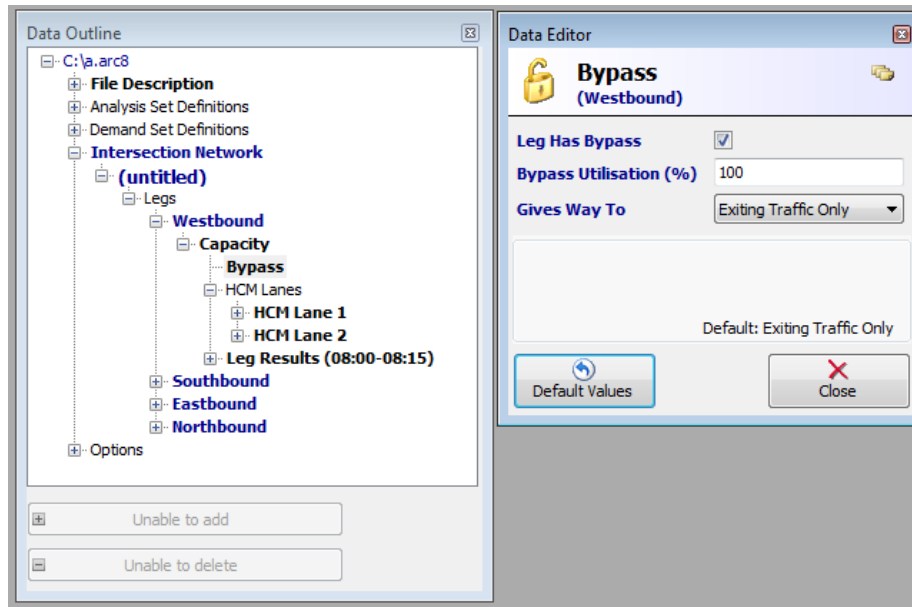 Data Outline
C:\a.arc8
File Description
Analysis Set Definitions
Demand Set Definitions
Intersection Network
(untitled)
Legs
Westbound
Capacity
Bypass
HCM Lanes
HCM Lane 1
HCM Lane 2
Leg Results (08:00-08:15)
Southbound
Eastbound
Northbound
Options
Unable to add
Unable to delete
Data Editor
Bypass
(Westbound)
Leg Has Bypass
Bypass Utilisation (%) 100
Gives Way To Exiting Traffic Only
Default: Exiting Traffic Only
Default Values Close